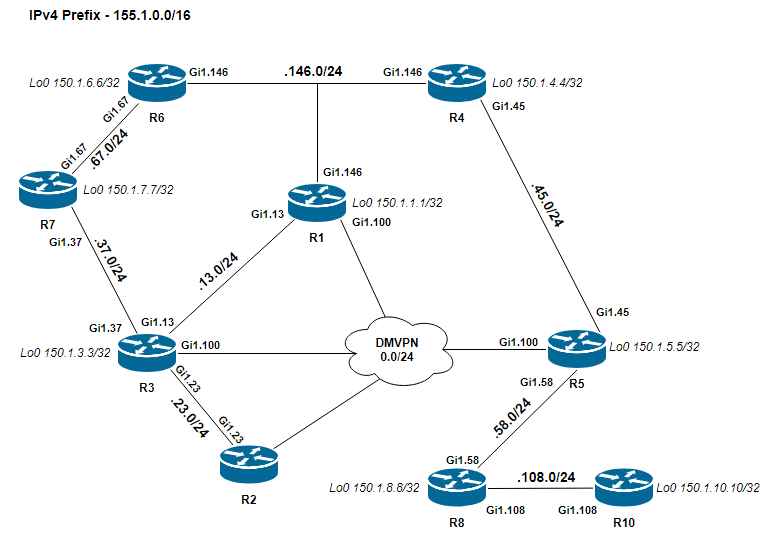 IPv4 Prefix - 155.1.0.0/16
Lo0 150.1.6.6/32
Gi1.146
.146.0/24
Gi1.146
Lo0 150.1.4.4/32
R6
R4
Gi1.67
Gi1.45
.67.0/24
Gi1.67
Gi1.146
Lo0 150.1.7.7/32
R7
Lo0 150.1.1.1/32
Gi1.13
Gi1.100
R1
.45.0/24
Gi1.37
.37.0/24
.13.0/24
Gi1.45
Gi1.37
Gi1.13
Lo0 150.1.3.3/32
Gi1.100
DMVPN
0.0/24
Gi1.100
Lo0 150.1.5.5/32
R3
Gi1.23
Gi1.58
R5
.23.0/24
Gi1.23
.58.0/24
Gi1.58
R2
Lo0 150.1.8.8/32
.108.0/24
Lo0 150.1.10.10/32
Gi1.108
Gi1.108
R8
R10